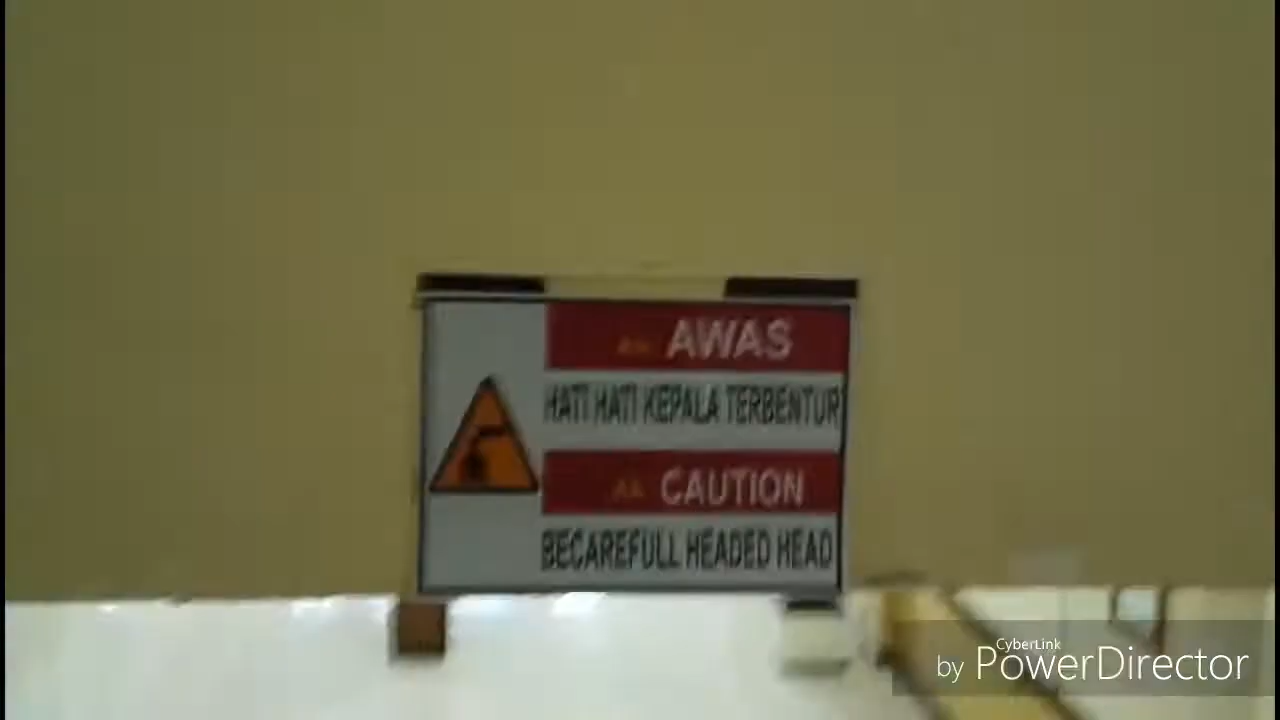 AWAS
HATI HATI KEPALA TERBENTUR
CAUTION
BECAREFULL HEADED HEAD
CyberLink
by PowerDirector